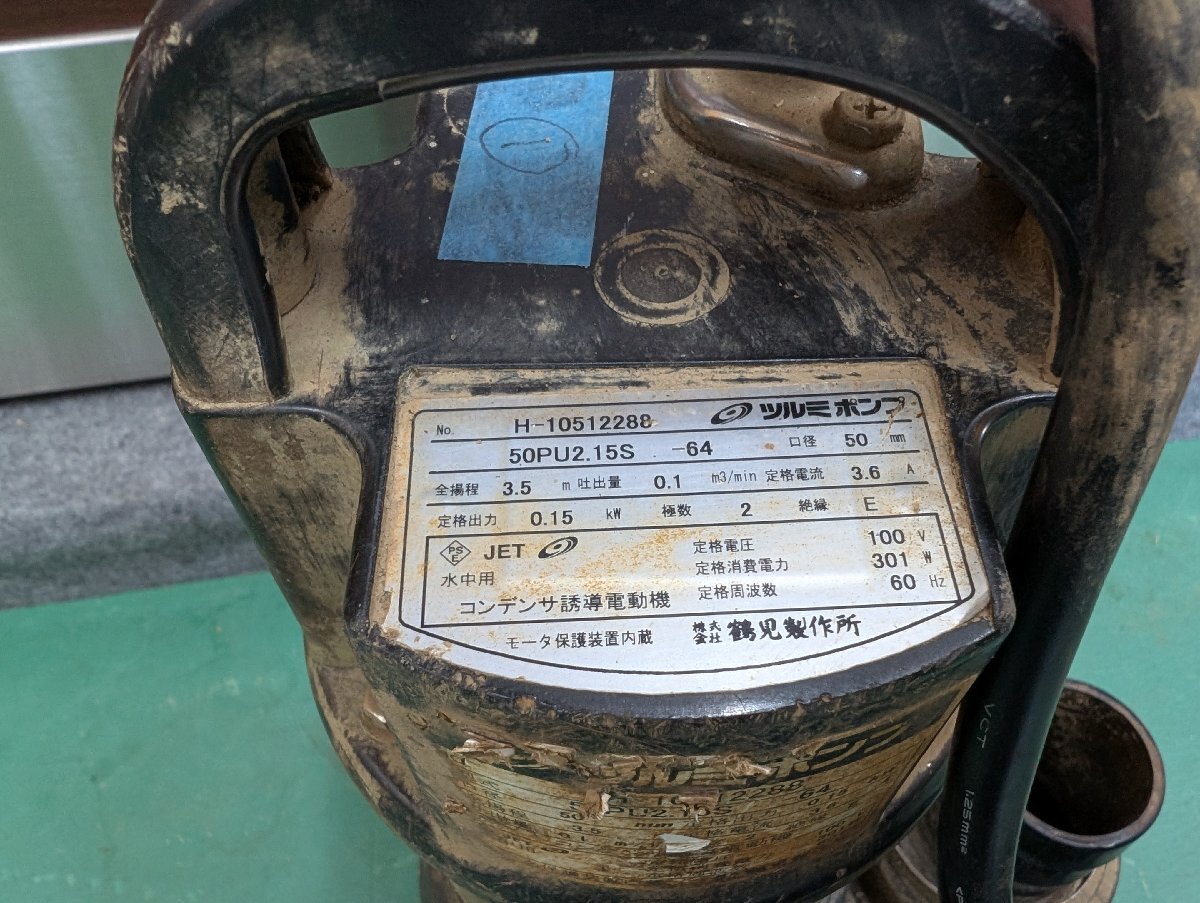 1
No. H-10512288 ツルミポンプ
50PU2.15S -64 口径 50 mm
全揚程 3.5 m 吐出量 0.1 m3/min 定格電流 3.6 A
定格出力 0.15 kW 極数 2 絶縁 E
PSE JET 定格電圧 100 V
水中用 定格消費電力 301 W
コンデンサ誘導電動機 定格周波数 60 Hz
モータ保護装置内蔵 株式会社 鶴見製作所
VCT 1.25mm²